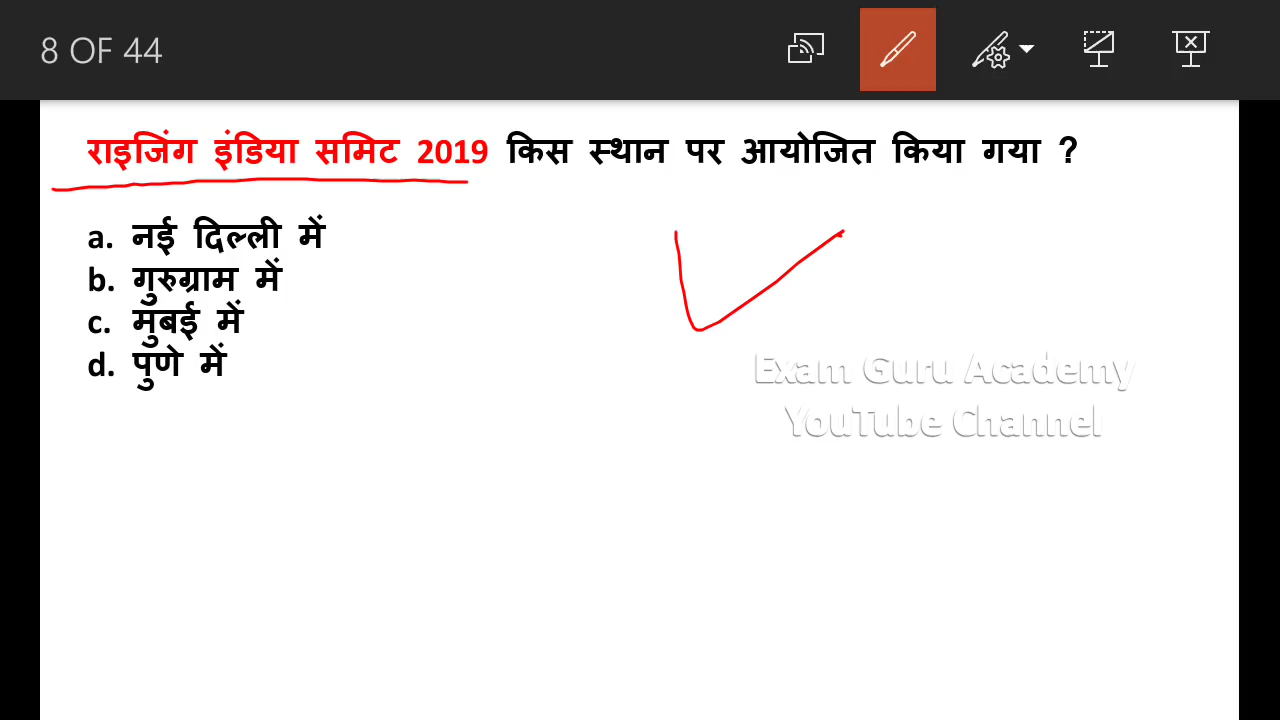 8 OF 44
राइजिंग इंडिया समिट 2019 किस स्थान पर आयोजित किया गया ?
a. नई दिल्ली में
b. गुरुग्राम में
c. मुंबई में
d. पुणे में
Exam Guru Academy
YouTube Channel